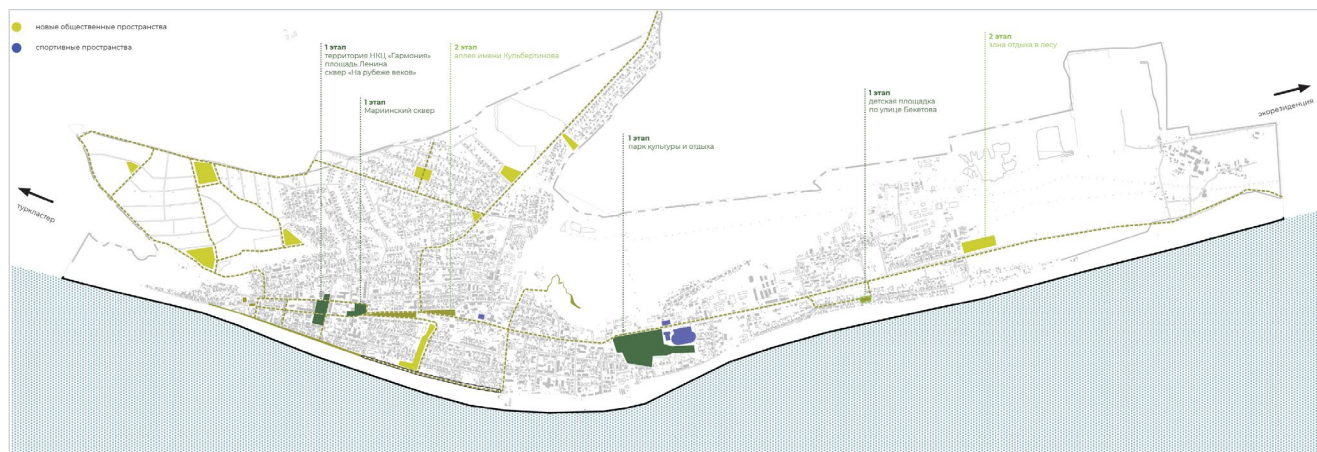 новые общественные пространства
спортивные пространства
1 этап
территория НКЦ «Гармония»
площадь Ленина
сквер «На рубеже веков»
2 этап
аллея имени Кульбертинова
1 этап
Мариинский сквер
1 этап
парк культуры и отдыха
1 этап
детская площадка
по улице Бекетова
2 этап
зона отдыха в лесу
экорезиденция
туркластер